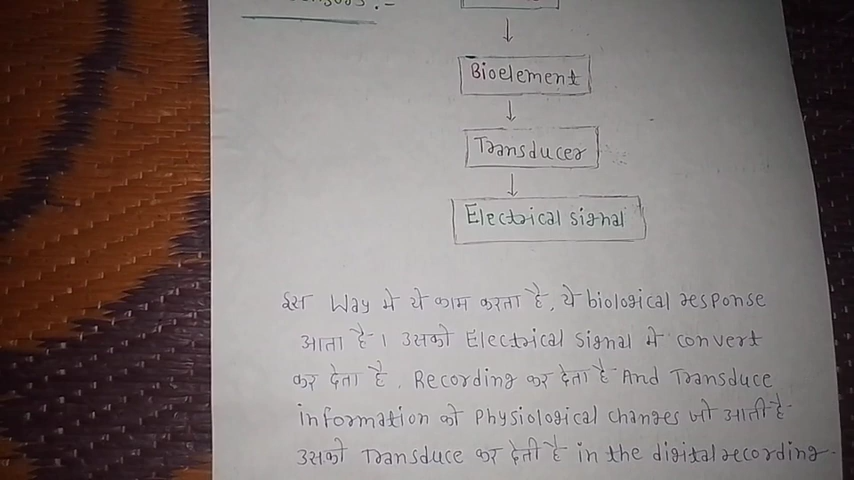 Bioelement
Transducer
Electrical signal
इस Way मे ये काम करता है, ये biological response
आता है। उसको Electrical signal मे convert
कर देता है, Recording कर देता है And Transduce
information को Physiological changes जो आती है
उसको Transduce कर देती है in the digital recording.